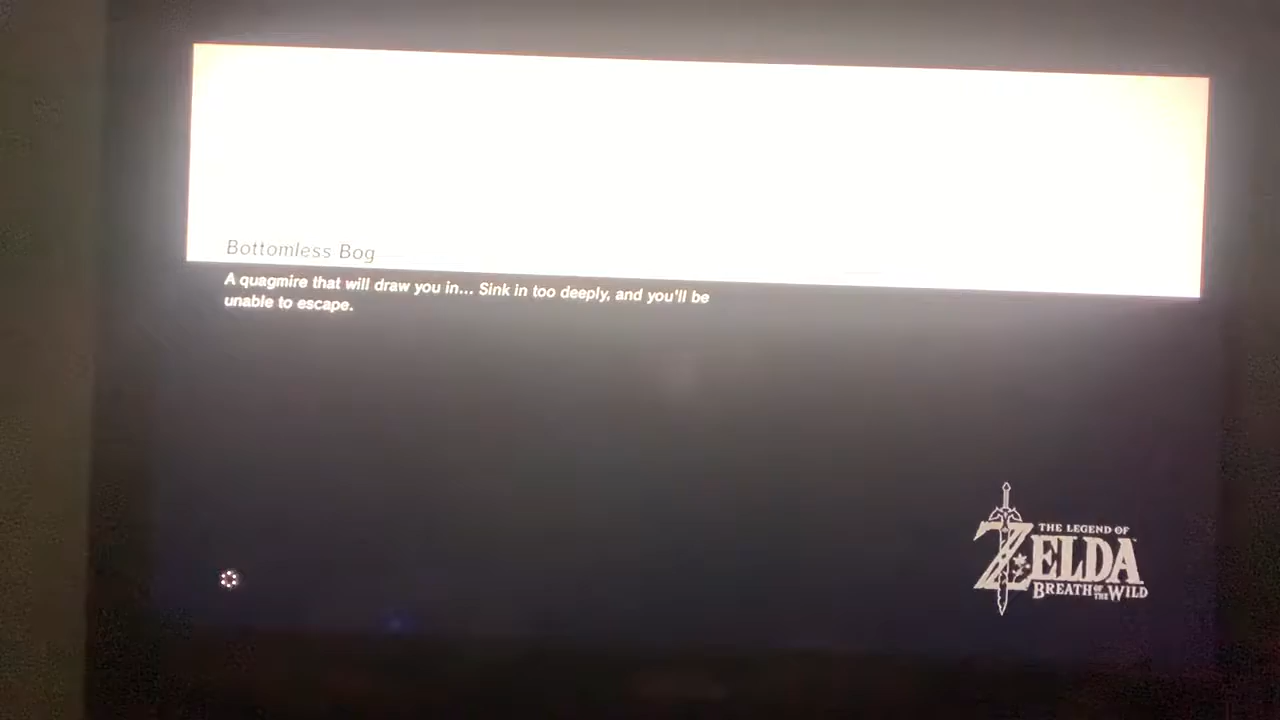 Bottomless Bog
A quagmire that will draw you in... Sink in too deeply, and you'll be
unable to escape.
THE LEGEND OF
ZELDA
BREATH OF THE WILD